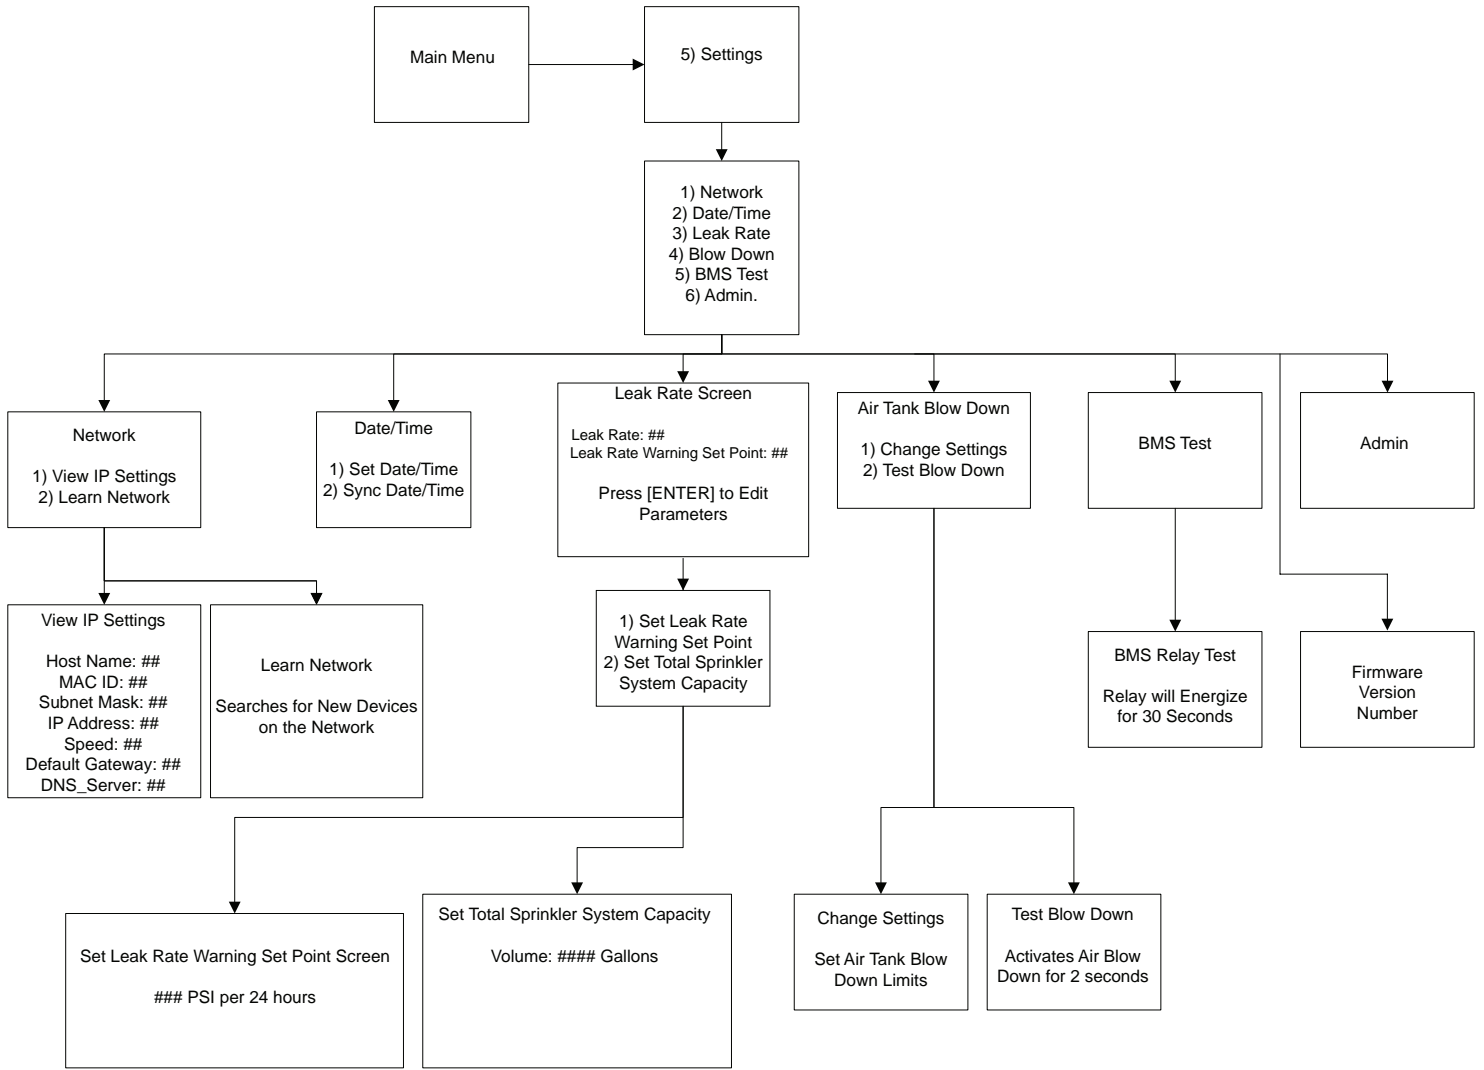 Main Menu
5) Settings
1) Network
2) Date/Time
3) Leak Rate
4) Blow Down
5) BMS Test
6) Admin.
Network
1) View IP Settings
2) Learn Network
Date/Time
1) Set Date/Time
2) Sync Date/Time
Leak Rate Screen
Leak Rate: ##
Leak Rate Warning Set Point: ##
Press [ENTER] to Edit
Parameters
Air Tank Blow Down
1) Change Settings
2) Test Blow Down
BMS Test
Admin
View IP Settings
Host Name: ##
MAC ID: ##
Subnet Mask: ##
IP Address: ##
Speed: ##
Default Gateway: ##
DNS_Server: ##
Learn Network
Searches for New Devices
on the Network
1) Set Leak Rate
Warning Set Point
2) Set Total Sprinkler
System Capacity
BMS Relay Test
Relay will Energize
for 30 Seconds
Firmware
Version
Number
Set Leak Rate Warning Set Point Screen
### PSI per 24 hours
Set Total Sprinkler System Capacity
Volume: #### Gallons
Change Settings
Set Air Tank Blow
Down Limits
Test Blow Down
Activates Air Blow
Down for 2 seconds